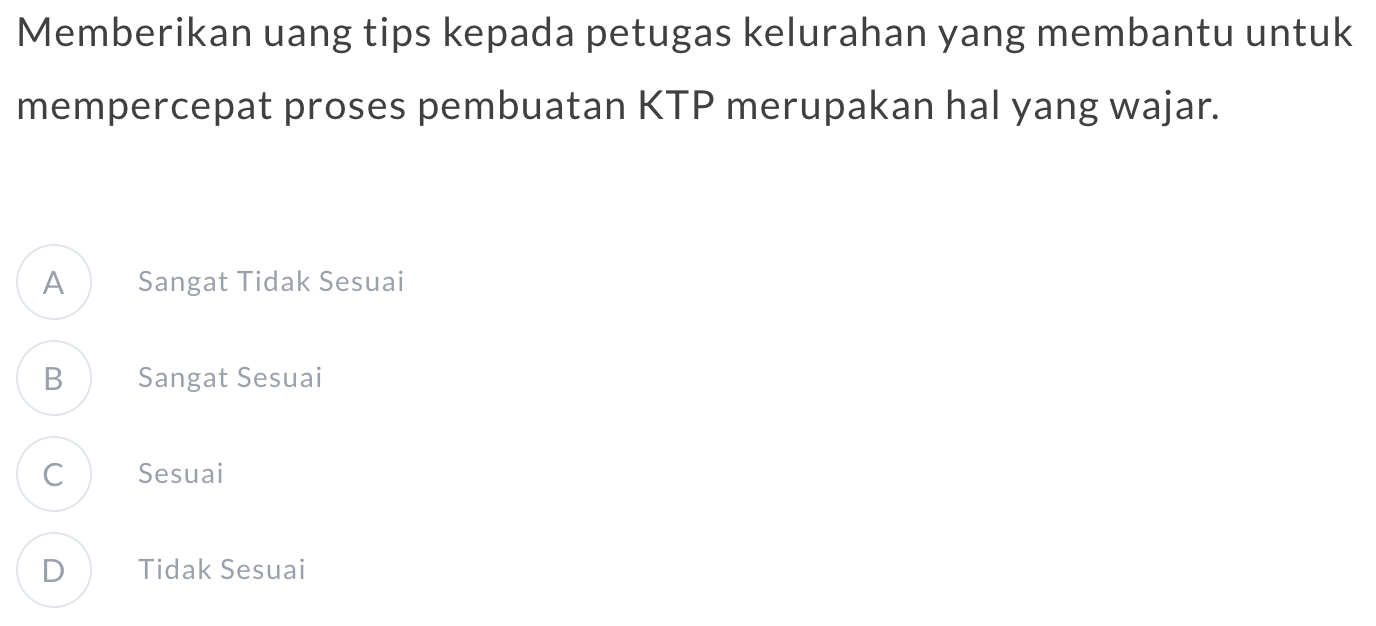 Memberikan uang tips kepada petugas kelurahan yang membantu untuk
mempercepat proses pembuatan KTP merupakan hal yang wajar.
A Sangat Tidak Sesuai
B Sangat Sesuai
C Sesuai
D Tidak Sesuai